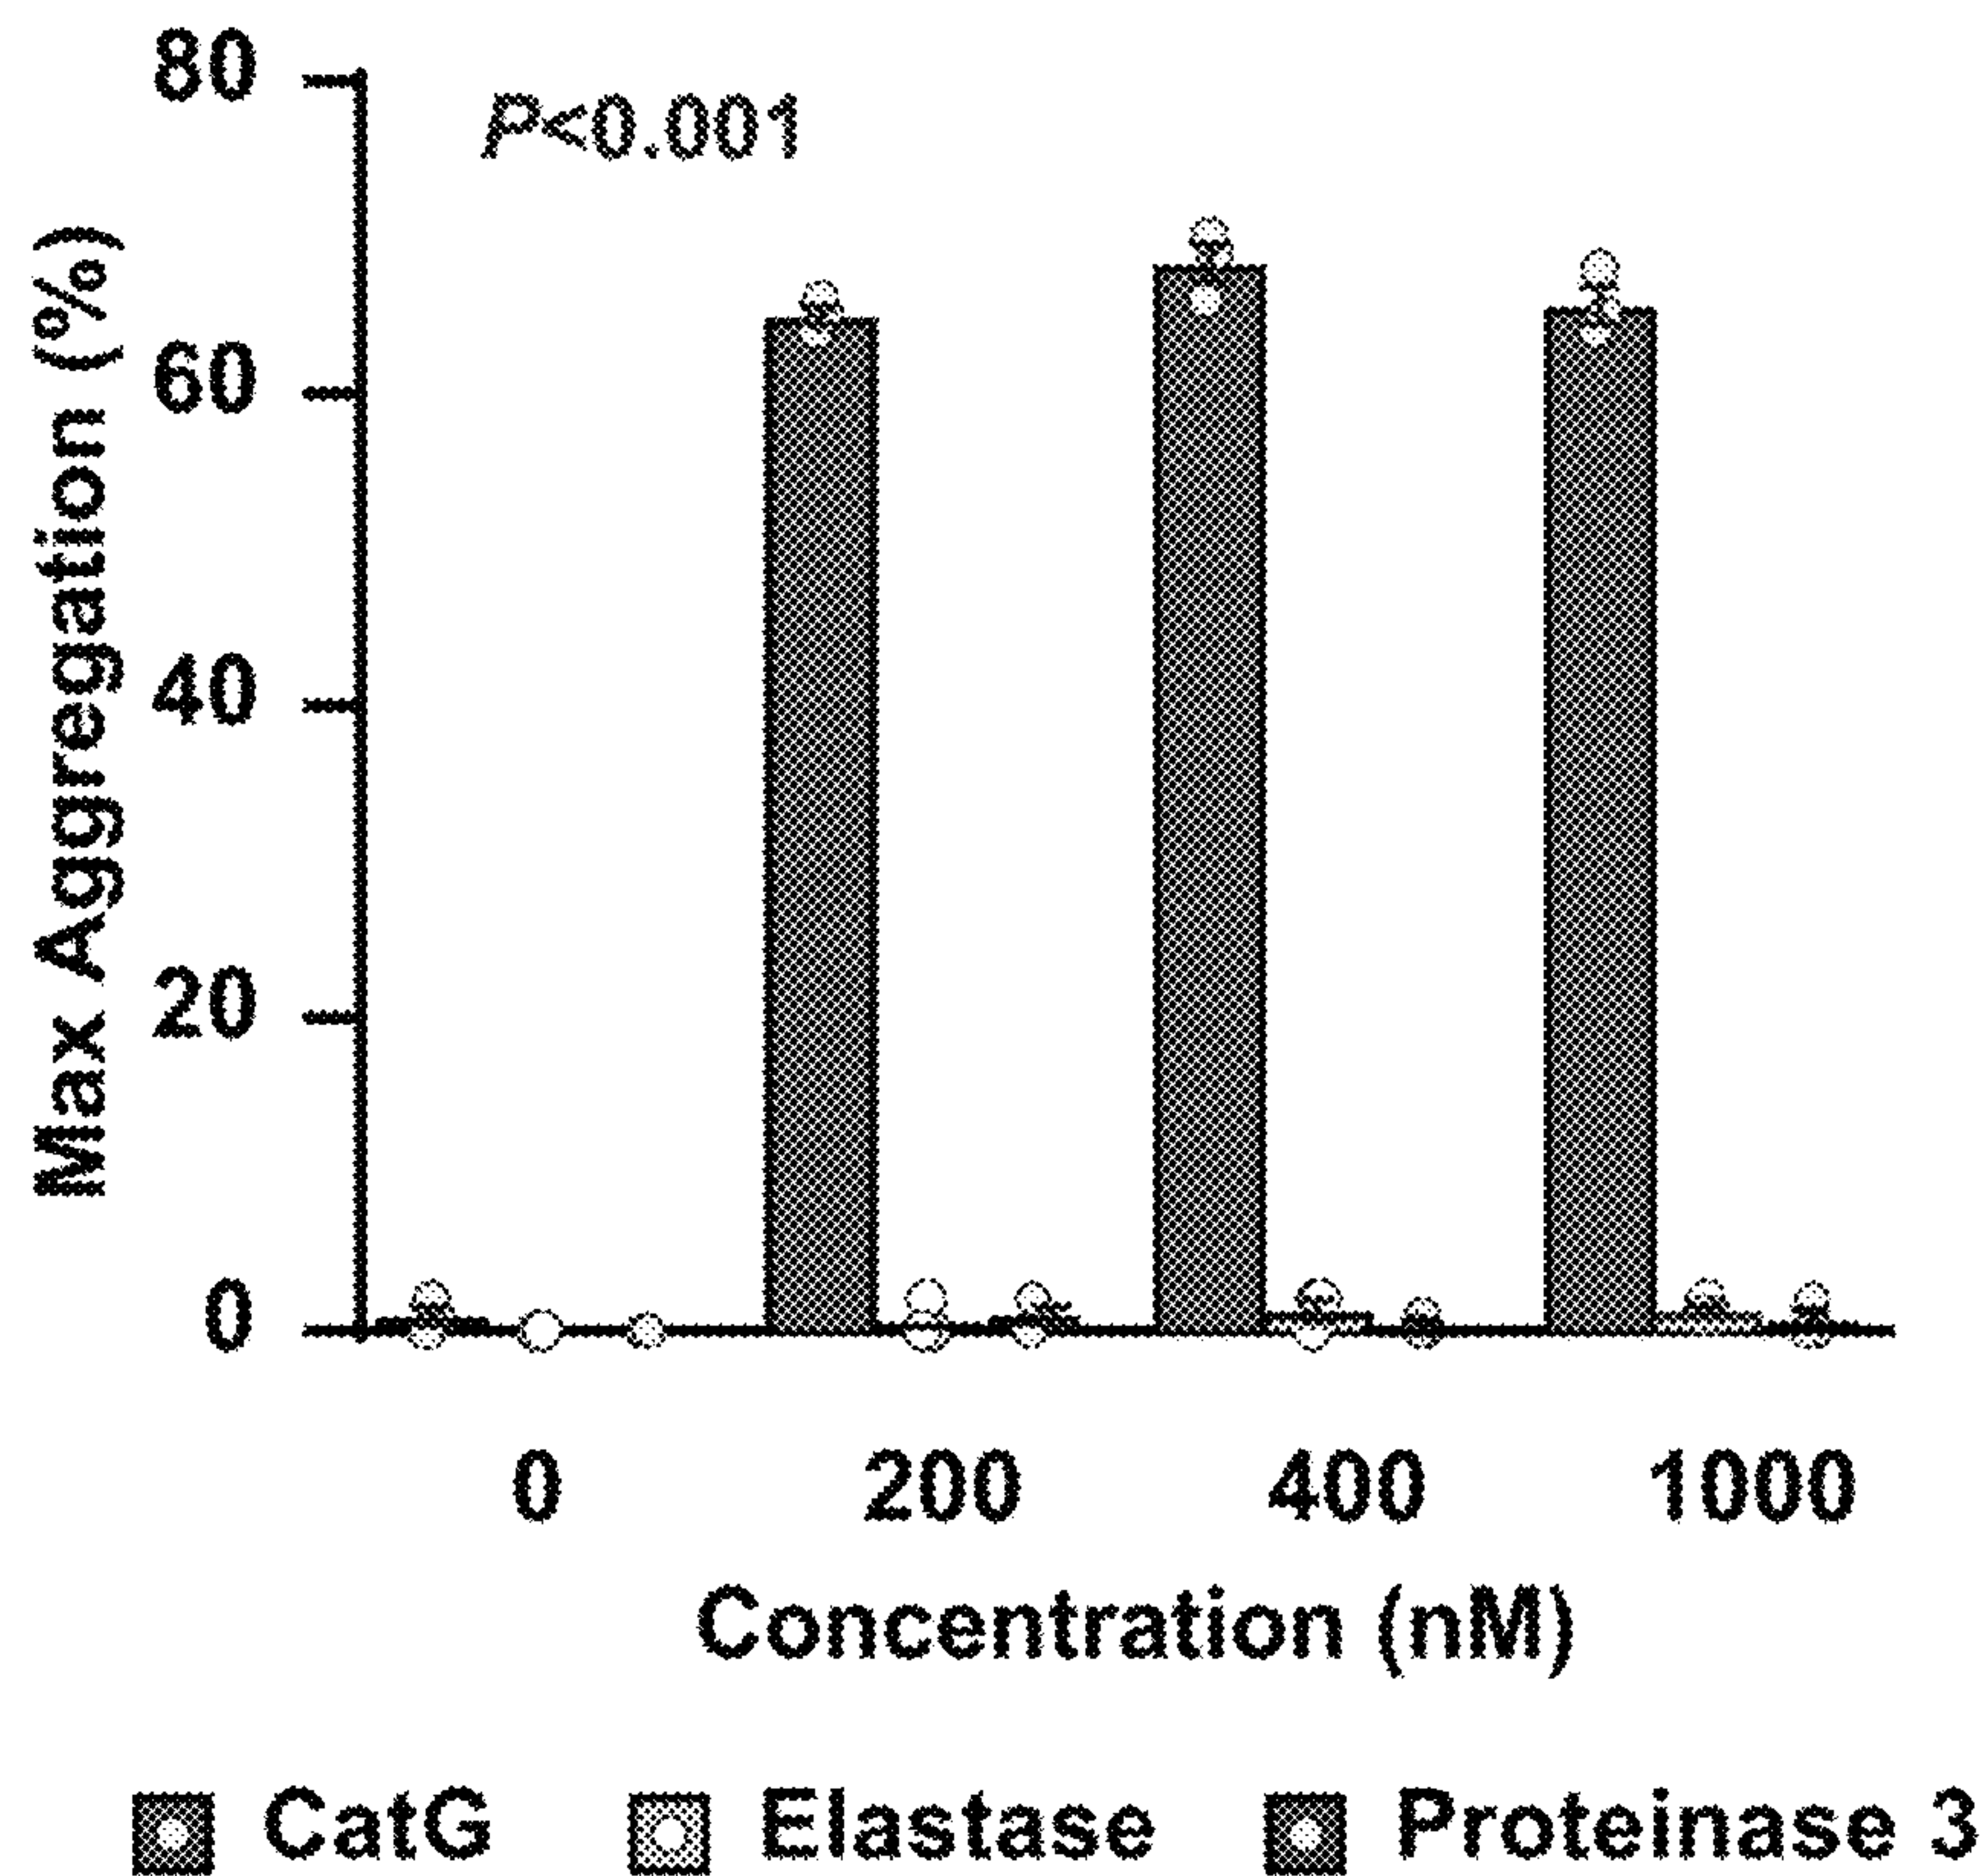 Max Aggregation (%)
80
60
40
20
0
P<0.001
0 200 400 1000
Concentration (nM)
CatG Elastase Proteinase 3